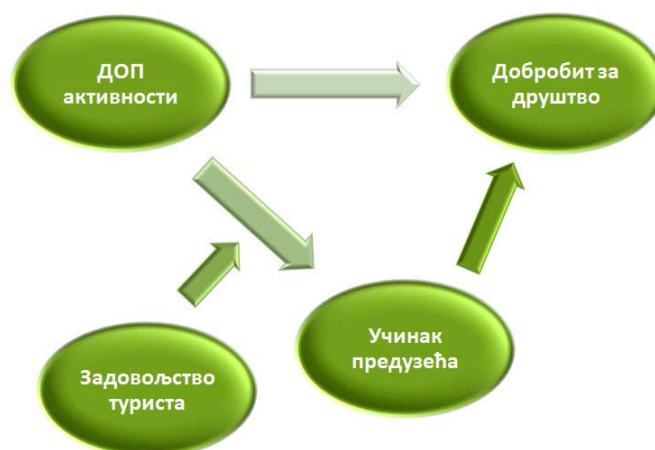 ДОП
активности
Добробит за
друштво
Задовољство
туриста
Учинак
предузећа